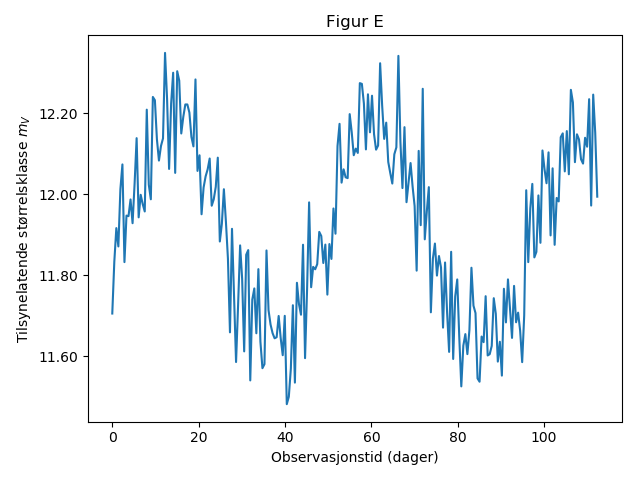 Figur E
Tilsynelatende størrelsklasse $m_V$
12.20
12.00
11.80
11.60
0 20 40 60 80 100
Observasjonstid (dager)